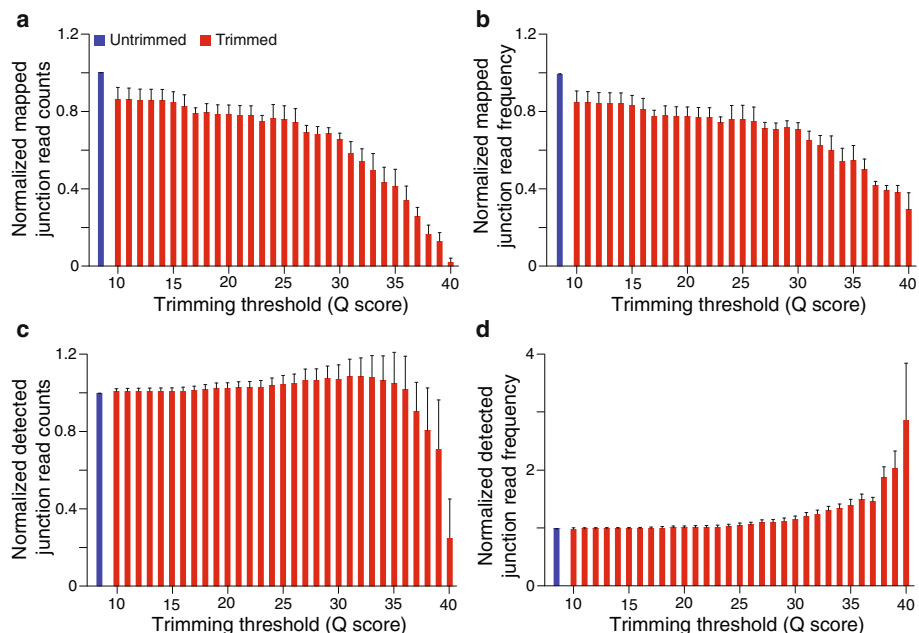 a
b
Untrimmed Trimmed
Normalized mapped
junction read counts
1.2
0.8
0.4
0
10 15 20 25 30 35 40
Trimming threshold (Q score)
Normalized mapped
junction read frequency
1.2
0.8
0.4
0
10 15 20 25 30 35 40
Trimming threshold (Q score)
c
d
Normalized detected
junction read counts
1.2
0.8
0.4
0
10 15 20 25 30 35 40
Trimming threshold (Q score)
Normalized detected
junction read frequency
4
2
0
10 15 20 25 30 35 40
Trimming threshold (Q score)